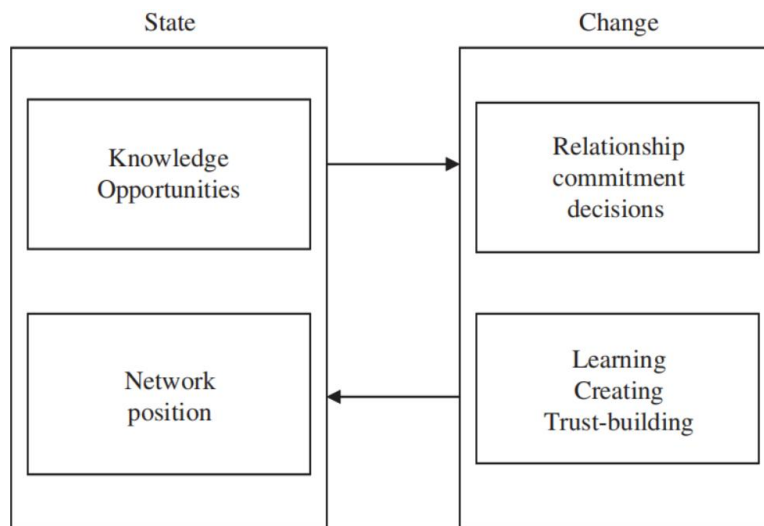 State
Change
Knowledge
Opportunities
Relationship
commitment
decisions
Network
position
Learning
Creating
Trust-building